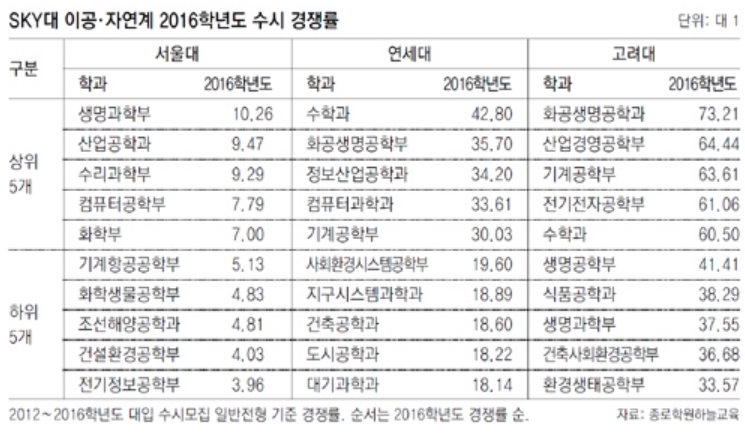 SKY대 이공·자연계 2016학년도 수시 경쟁률
단위: 대 1
구분 서울대 연세대 고려대
학과 2016학년도 학과 2016학년도 학과 2016학년도
상위 5개
생명과학부 10.26 수학과 42.80 화공생명공학과 73.21
산업공학과 9.47 화공생명공학부 35.70 산업경영공학부 64.44
수리과학부 9.29 정보산업공학과 34.20 기계공학부 63.61
컴퓨터공학부 7.79 컴퓨터과학과 33.61 전기전자공학부 61.06
화학부 7.00 기계공학부 30.03 수학과 60.50
하위 5개
기계항공공학부 5.13 사회환경시스템공학부 19.60 생명공학부 41.41
화학생물공학부 4.83 지구시스템과학과 18.89 식품공학과 38.29
조선해양공학과 4.81 건축공학과 18.60 생명과학부 37.55
건설환경공학부 4.03 도시공학과 18.22 건축사회환경공학부 36.68
전기정보공학부 3.96 대기과학과 18.14 환경생태공학부 33.57
2012~2016학년도 대입 수시모집 일반전형 기준 경쟁률. 순서는 2016학년도 경쟁률 순.
자료: 종로학원하늘교육